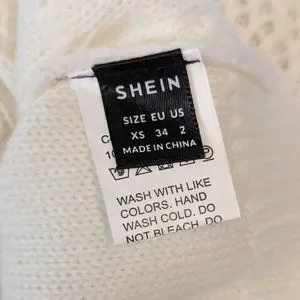 SHEIN
SIZE EU US
XS 34 2
MADE IN CHINA
WASH WITH LIKE
COLORS. HAND
WASH COLD. DO
NOT BLEACH. DO